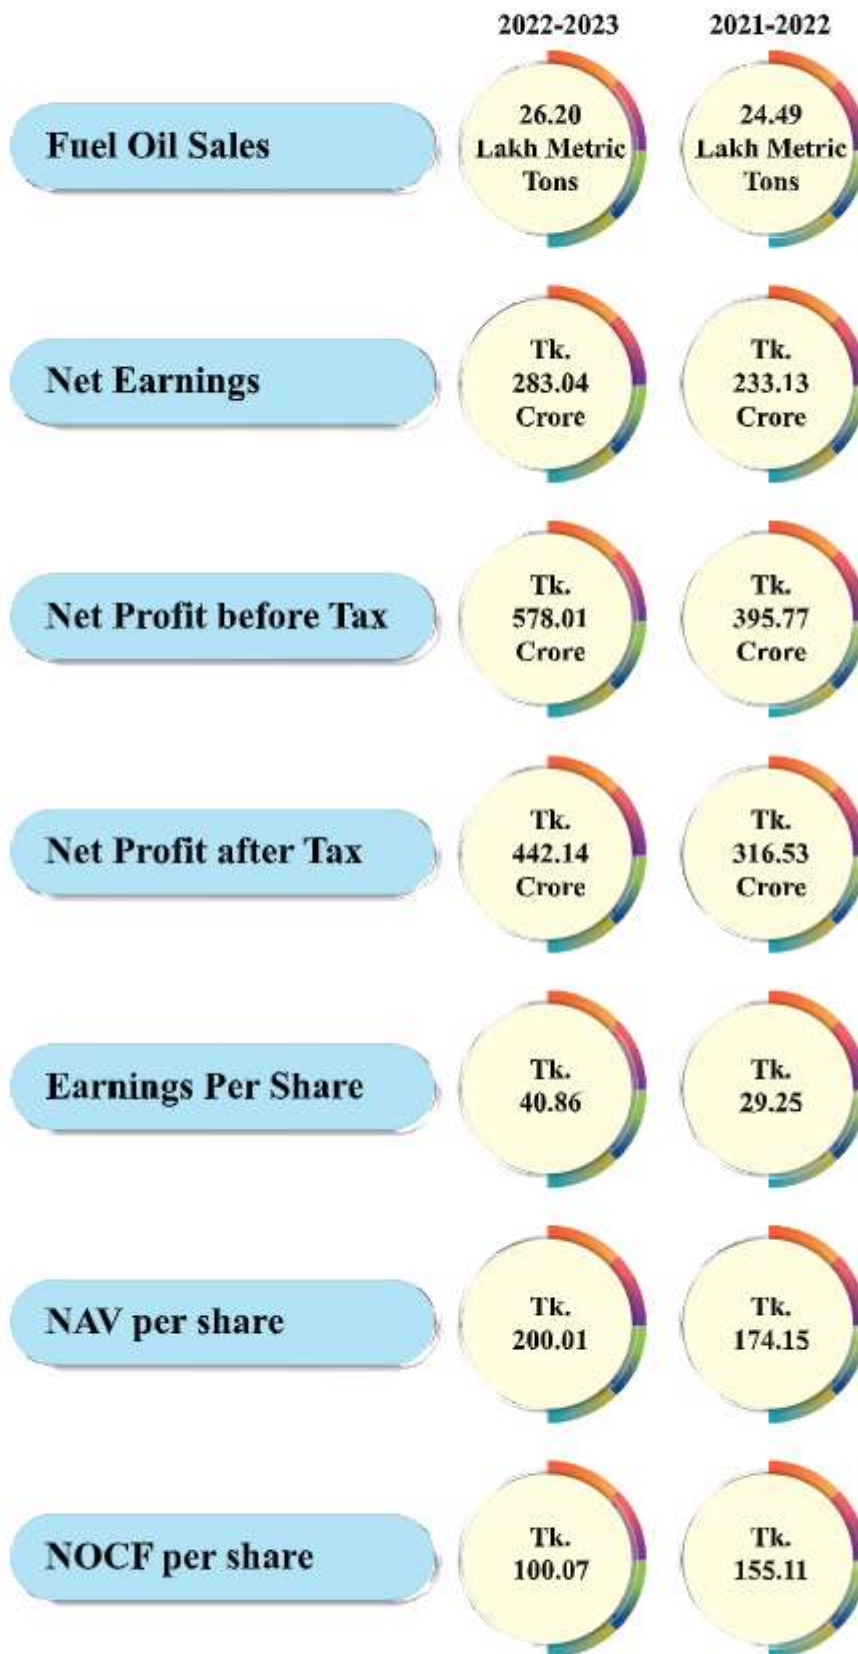 2022-2023 2021-2022
Fuel Oil Sales
26.20
Lakh Metric
Tons
24.49
Lakh Metric
Tons
Net Earnings
Tk.
283.04
Crore
Tk.
233.13
Crore
Net Profit before Tax
Tk.
578.01
Crore
Tk.
395.77
Crore
Net Profit after Tax
Tk.
442.14
Crore
Tk.
316.53
Crore
Earnings Per Share
Tk.
40.86
Tk.
29.25
NAV per share
Tk.
200.01
Tk.
174.15
NOCF per share
Tk.
100.07
Tk.
155.11